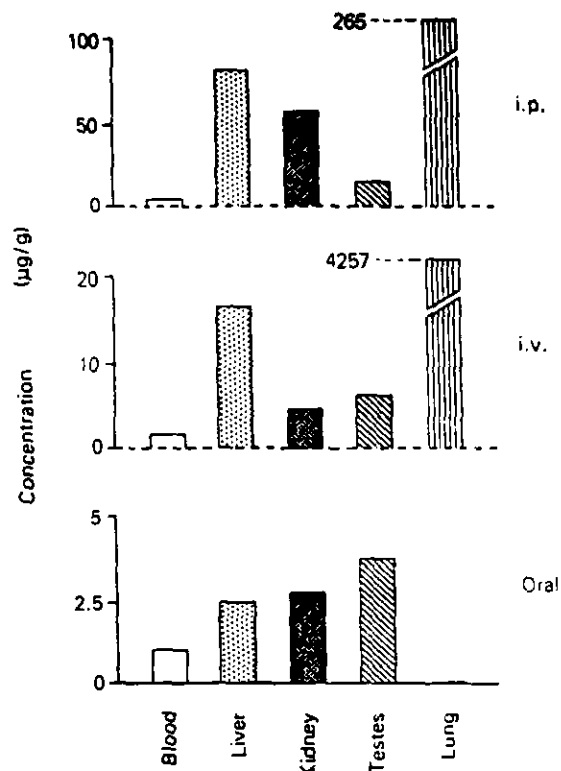 265
100
50
0
i.p.
Concentration (µg/g)
4257
20
10
0
i.v.
5
2.5
0
Oral
Blood
Liver
Kidney
Testes
Lung